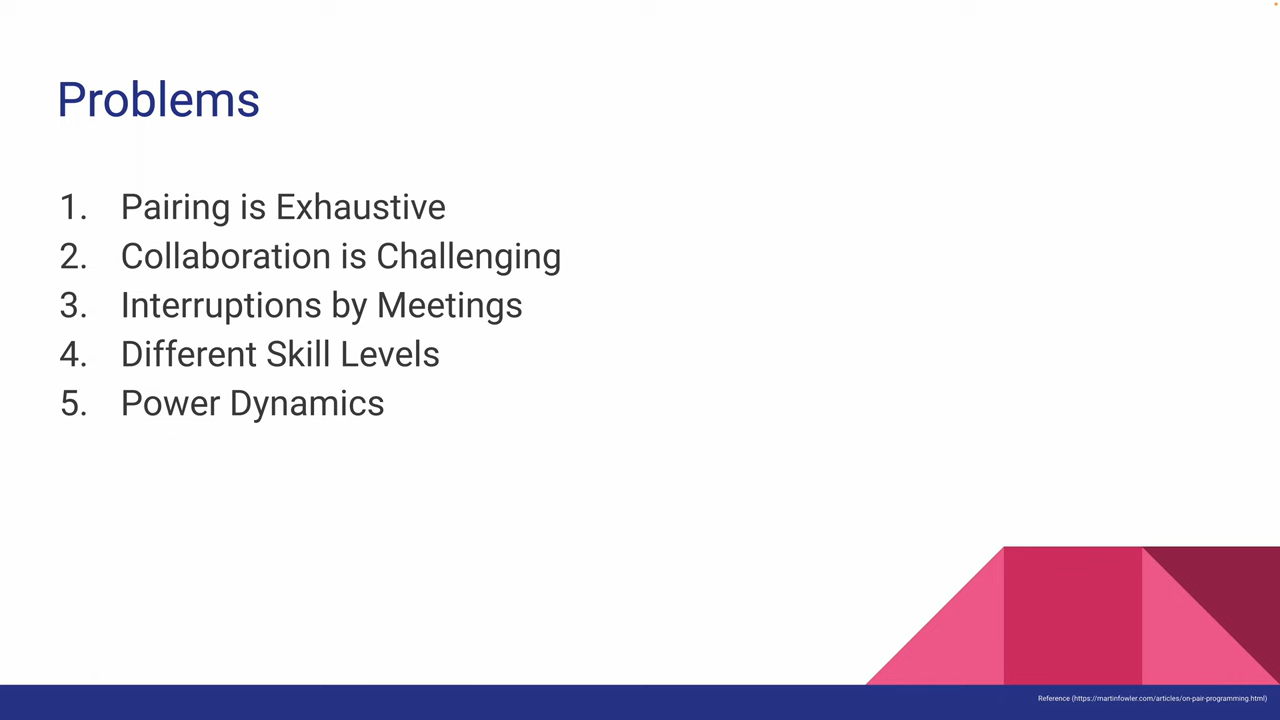 Problems
1. Pairing is Exhaustive
2. Collaboration is Challenging
3. Interruptions by Meetings
4. Different Skill Levels
5. Power Dynamics
Reference (https://martinfowler.com/articles/on-pair-programming.html)